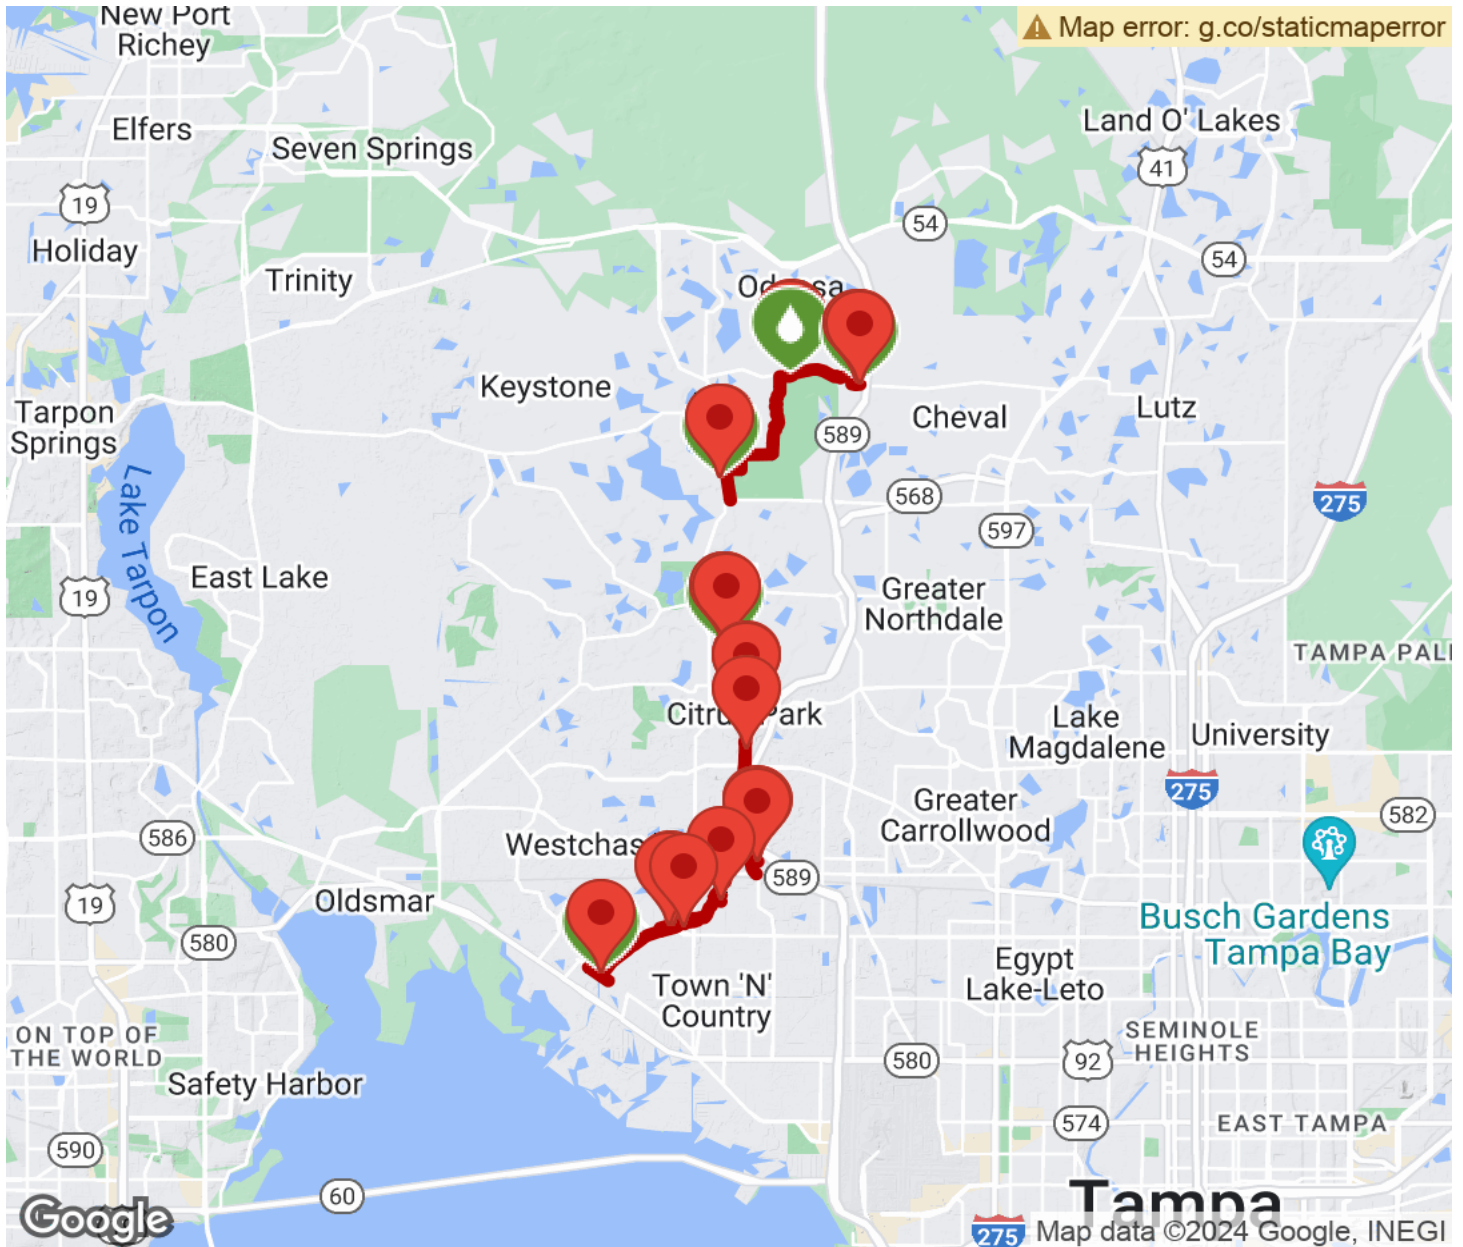 New Port
Richey
Map error: g.co/staticmaperror
Elfers
Land O' Lakes
Seven Springs
41
19
54
Holiday
54
Trinity
Keystone
Tarpon
Springs
Cheval
Lutz
589
Lake Tarpon
568
275
597
East Lake
19
Greater
Northdale
TAMPA PAL
Citrus Park
Lake
Magdalene
University
275
Greater
Carrollwood
582
586
Westchas
589
19
Oldsmar
Busch Gardens
Tampa Bay
580
Egypt
Lake-Leto
Town 'N'
Country
ON TOP OF
THE WORLD
SEMINOLE
HEIGHTS
580
92
Safety Harbor
574
EAST TAMPA
590
60
Tampa
Google
275
Map data ©2024 Google, INEGI